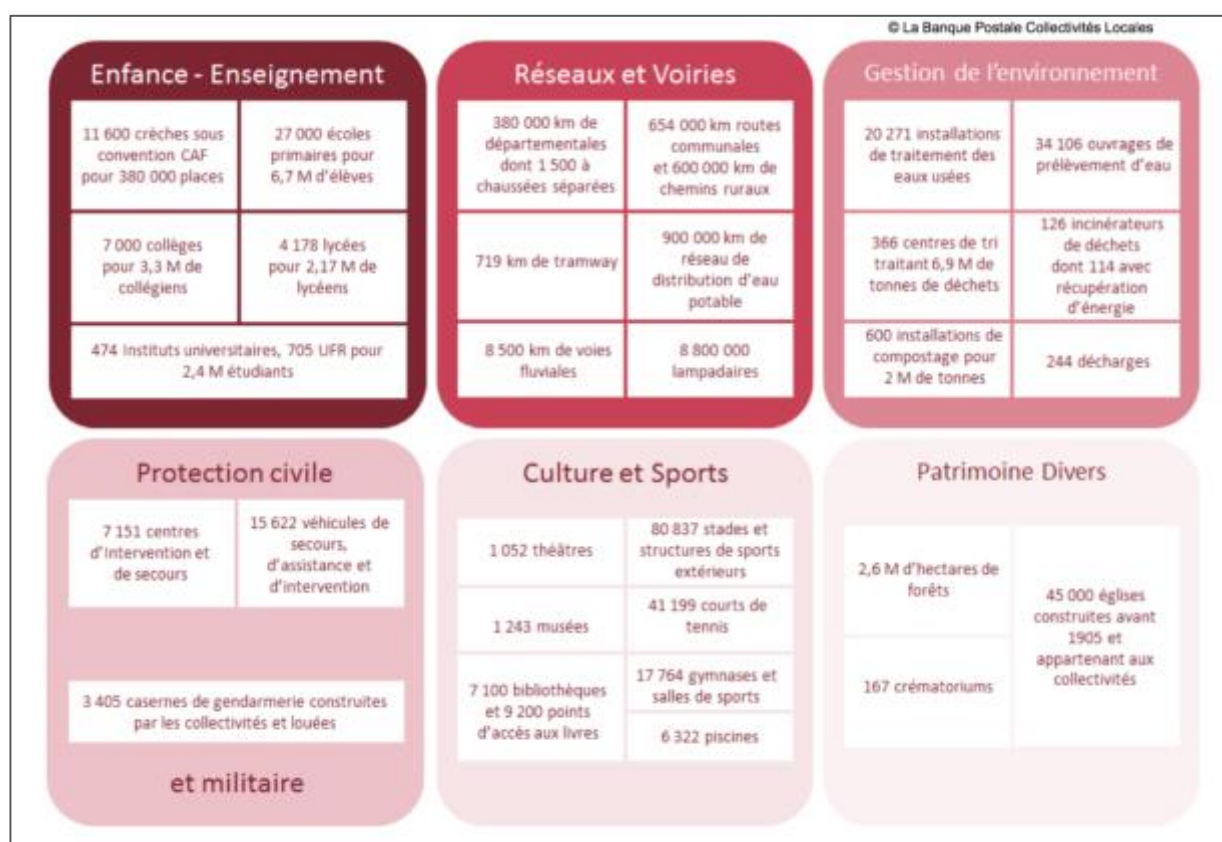 © La Banque Postale Collectivités Locales
Enfance - Enseignement
11 600 crèches sous
convention CAF
pour 380 000 places
27 000 écoles
primaires pour
6,7 M d'élèves
7 000 collèges
pour 3,3 M de
collégiens
4 178 lycées
pour 2,17 M de
lycéens
474 Instituts universitaires, 705 UFR pour
2,4 M étudiants
Réseaux et Voiries
380 000 km de
départementales
dont 1 500 à
chaussées séparées
654 000 km routes
communales
et 600 000 km de
chemins ruraux
719 km de tramway
900 000 km de
réseau de
distribution d'eau
potable
8 500 km de voies
fluviales
8 800 000
lampadaires
Gestion de l'environnement
20 271 installations
de traitement des
eaux usées
34 106 ouvrages de
prélèvement d'eau
366 centres de tri
traitant 6,9 M de
tonnes de déchets
126 incinérateurs
de déchets
dont 114 avec
récupération
d'énergie
600 installations de
compostage pour
2 M de tonnes
244 décharges
Protection civile
7 151 centres
d'Intervention et
de secours
15 622 véhicules de
secours,
d'assistance et
d'intervention
3 405 casernes de gendarmerie construites
par les collectivités et louées
et militaire
Culture et Sports
1 052 théâtres
80 837 stades et
structures de sports
extérieurs
1 243 musées
41 199 courts de
tennis
7 100 bibliothèques
et 9 200 points
d'accès aux livres
17 764 gymnases et
salles de sports
6 322 piscines
Patrimoine Divers
2,6 M d'hectares de
forêts
167 crématoriums
45 000 églises
construites avant
1905 et
appartenant aux
collectivités